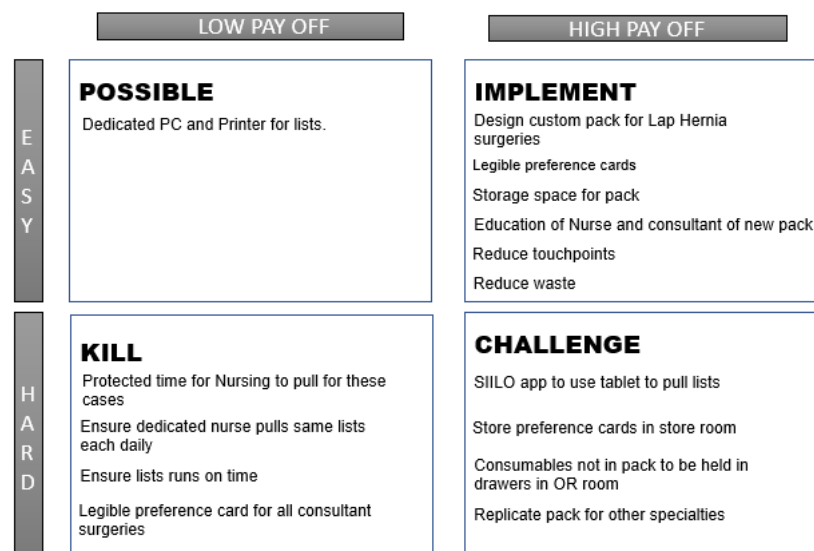 LOW PAY OFF
HIGH PAY OFF
EASY
POSSIBLE
Dedicated PC and Printer for lists.
IMPLEMENT
Design custom pack for Lap Hernia
surgeries
Legible preference cards
Storage space for pack
Education of Nurse and consultant of new pack
Reduce touchpoints
Reduce waste
HARD
KILL
Protected time for Nursing to pull for these
cases
Ensure dedicated nurse pulls same lists
each daily
Ensure lists runs on time
Legible preference card for all consultant
surgeries
CHALLENGE
SIILO app to use tablet to pull lists
Store preference cards in store room
Consumables not in pack to be held in
drawers in OR room
Replicate pack for other specialties